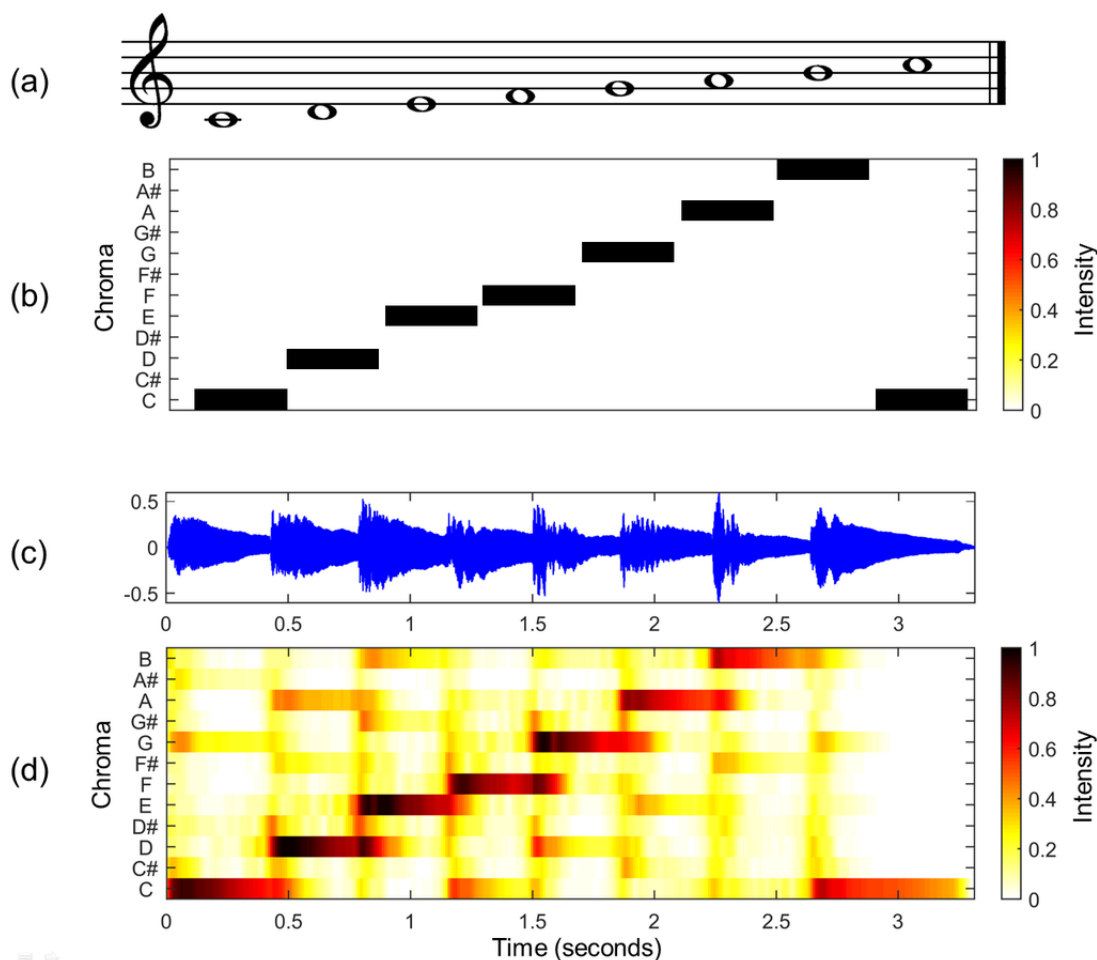 (a)
(b)
Chroma
B
A#
A
G#
G
F#
F
E
D#
D
C#
C
1
0.8
0.6
0.4
0.2
0
Intensity
(c)
0.5
0
-0.5
0 0.5 1 1.5 2 2.5 3
(d)
Chroma
B
A#
A
G#
G
F#
F
E
D#
D
C#
C
0 0.5 1 1.5 2 2.5 3
Time (seconds)
1
0.8
0.6
0.4
0.2
0
Intensity